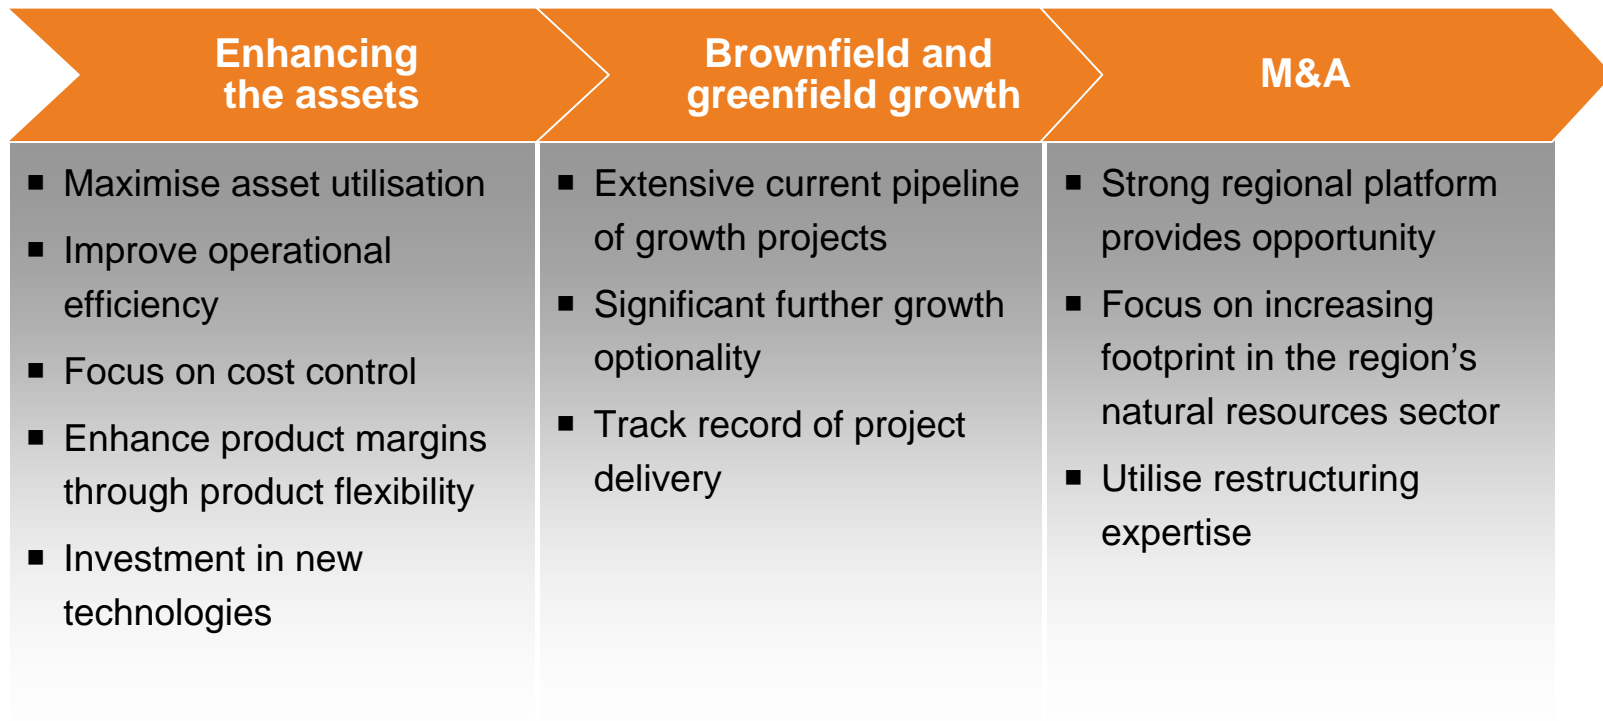 Enhancing
the assets
Brownfield and
greenfield growth
M&A
▪ Maximise asset utilisation
▪ Improve operational
efficiency
▪ Focus on cost control
▪ Enhance product margins
through product flexibility
▪ Investment in new
technologies
▪ Extensive current pipeline
of growth projects
▪ Significant further growth
optionality
▪ Track record of project
delivery
▪ Strong regional platform
provides opportunity
▪ Focus on increasing
footprint in the region’s
natural resources sector
▪ Utilise restructuring
expertise